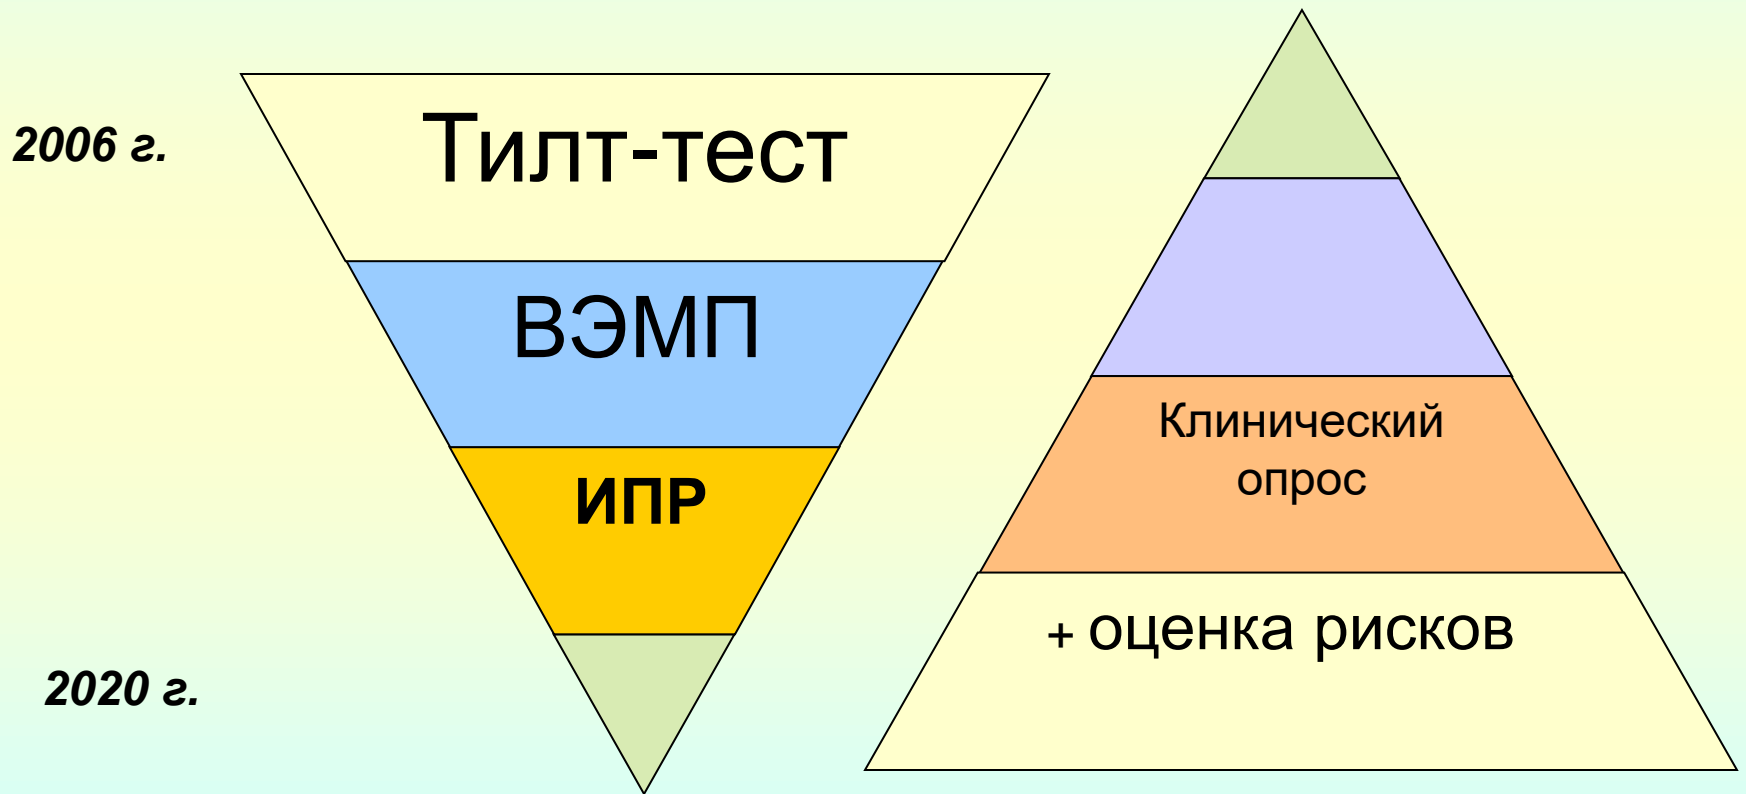 2006 г.
Тилт-тест
ВЭМП
ИПР
2020 г.
Клинический
опрос
+ оценка рисков